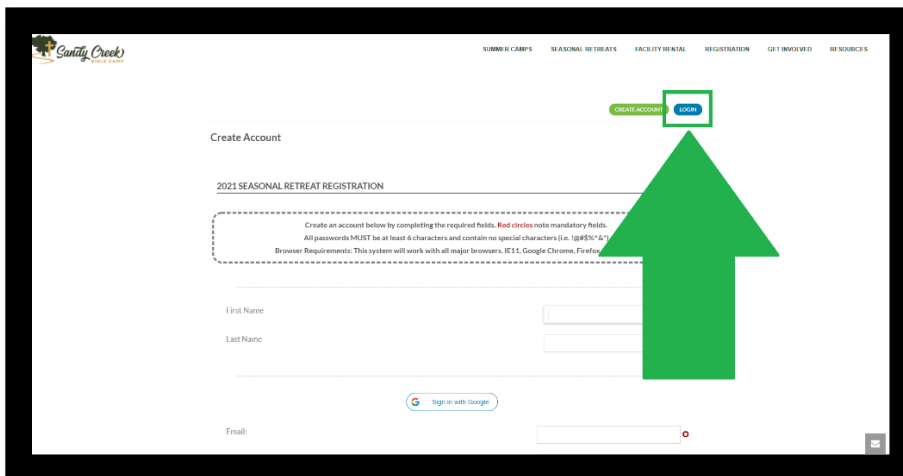 Sandy Creek
BIBLE CAMP
SUMMER CAMPS SEASONAL RETREATS FACILITY RENTAL REGISTRATION GET INVOLVED RESOURCES
CREATE ACCOUNT LOGIN
Create Account
2021 SEASONAL RETREAT REGISTRATION
Create an account below by completing the required fields. Red circles note mandatory fields.
All passwords MUST be at least 6 characters and contain no special characters (i.e. !@#$%^&*)
Browser Requirements: This system will work with all major browsers. IE11, Google Chrome, Firefox
First Name
Last Name
G Sign in with Google
Email: